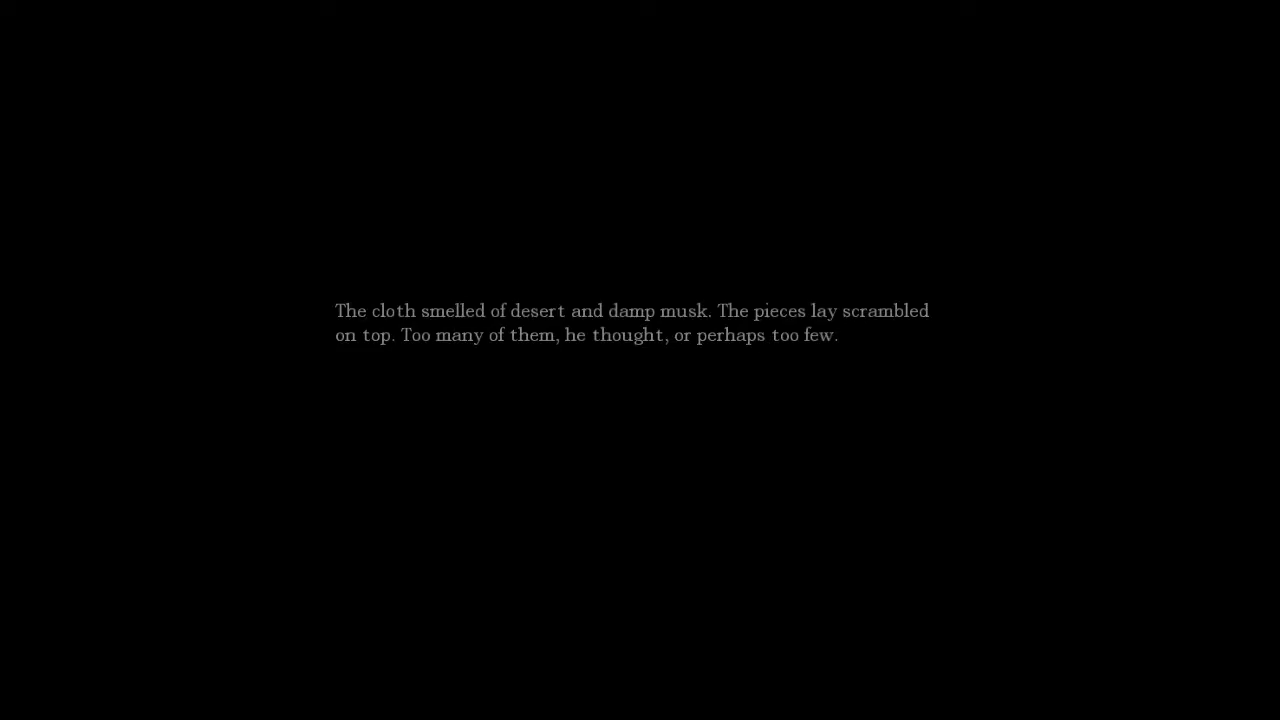 The cloth smelled of desert and damp musk. The pieces lay scrambled
on top. Too many of them, he thought, or perhaps too few.